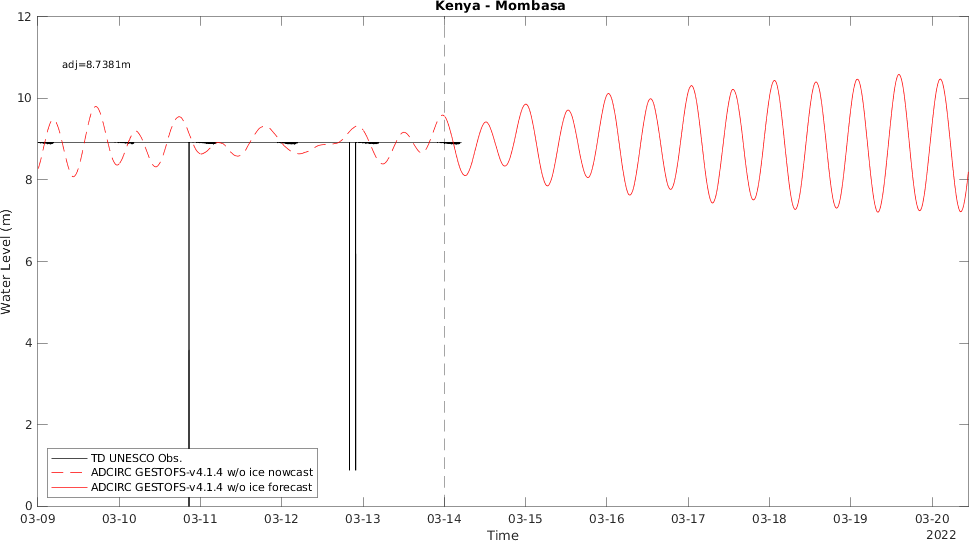 Kenya - Mombasa
12
adj=8.7381m
10
8
6
4
2
0
Water Level (m)
TD UNESCO Obs.
ADCIRC GESTOFS-v4.1.4 w/o ice nowcast
ADCIRC GESTOFS-v4.1.4 w/o ice forecast
03-09 03-10 03-11 03-12 03-13 03-14 03-15 03-16 03-17 03-18 03-19 03-20
Time
2022